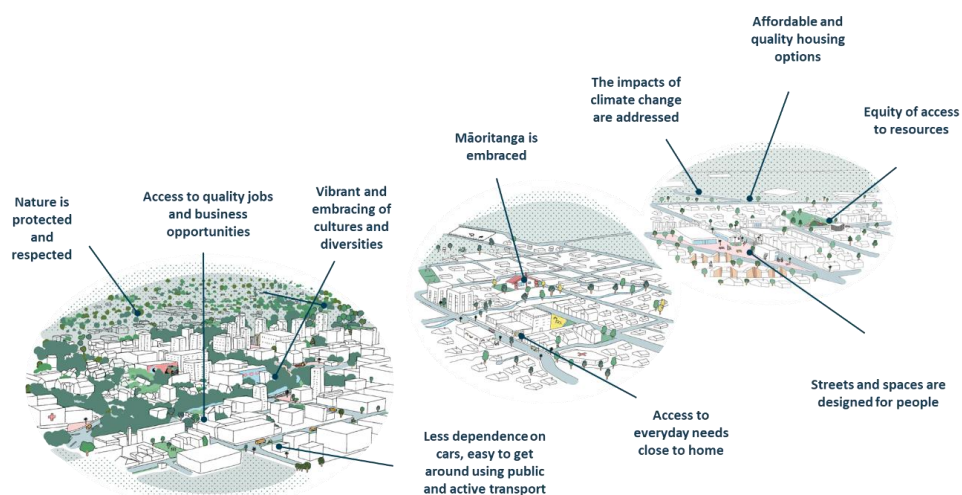 Affordable and
quality housing
options
The impacts of
climate change
are addressed
Equity of access
to resources
Māoritanga is
embraced
Nature is
protected
and
respected
Access to quality jobs
and business
opportunities
Vibrant and
embracing of
cultures and
diversities
Streets and spaces are
designed for people
Access to
everyday needs
close to home
Less dependence on
cars, easy to get
around using public
and active transport